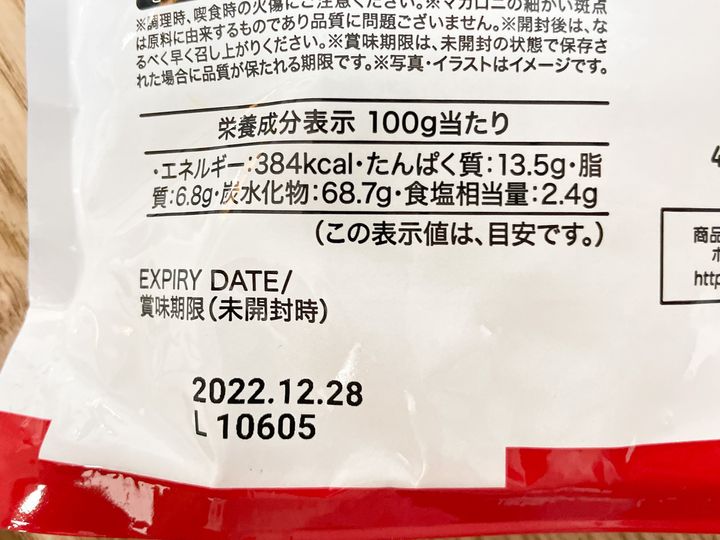 ※調理時、喫食時の火傷にご注意ください。※マカロニの細かい斑点
は原料に由来するものであり品質に問題ございません。※開封後は、な
るべく早く召し上がりください。※賞味期限は、未開封の状態で保存さ
れた場合に品質が保たれる期限です。※写真・イラストはイメージです。
栄養成分表示 100g当たり
・エネルギー:384kcal・たんぱく質:13.5g・脂
質:6.8g・炭水化物:68.7g・食塩相当量:2.4g
(この表示値は、目安です。)
商品
ホ
http
EXPIRY DATE/
賞味期限(未開封時)
2022.12.28
L 10605